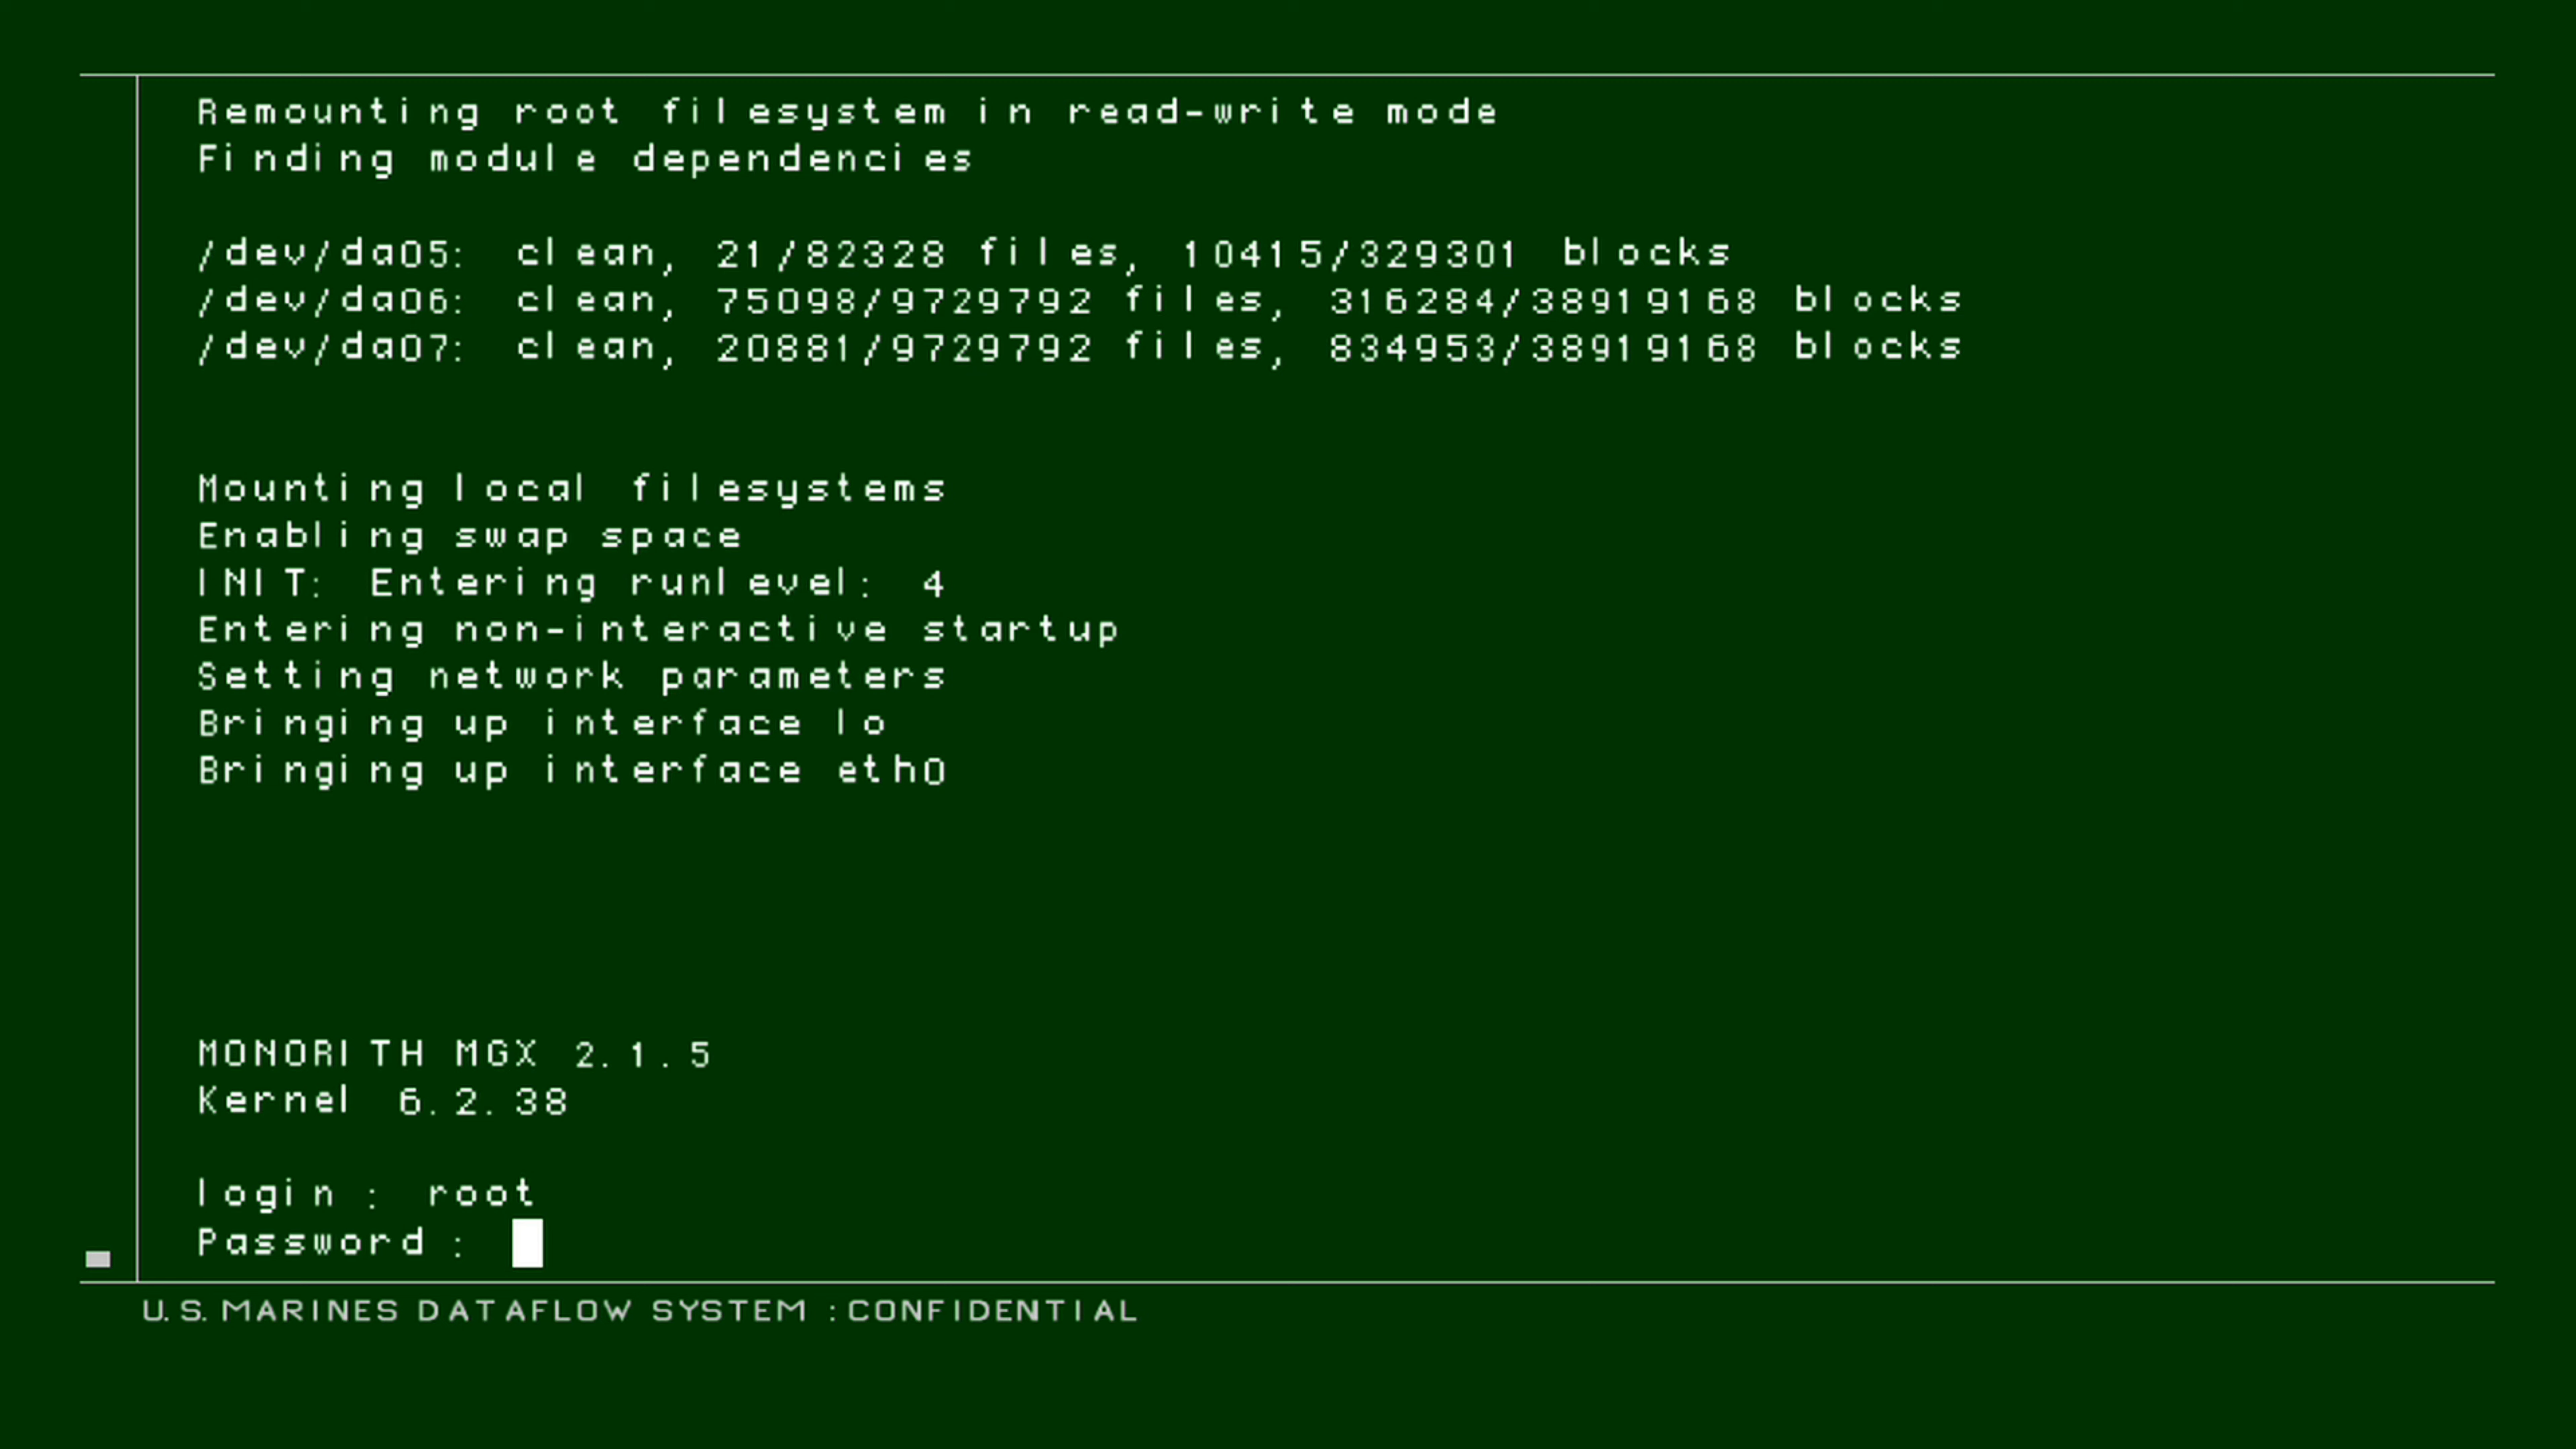 Remounting root filesystem in read-write mode
Finding module dependencies
/dev/da05: clean, 21/82328 files, 10415/329301 blocks
/dev/da06: clean, 75098/9729792 files, 316284/38919168 blocks
/dev/da07: clean, 20881/9729792 files, 834953/38919168 blocks
Mounting local filesystems
Enabling swap space
INIT: Entering runlevel: 4
Entering non-interactive startup
Setting network parameters
Bringing up interface lo
Bringing up interface eth0
MONORITH MGX 2.1.5
Kernel 6.2.38
login : root
Password :
U.S. MARINES DATAFLOW SYSTEM :CONFIDENTIAL